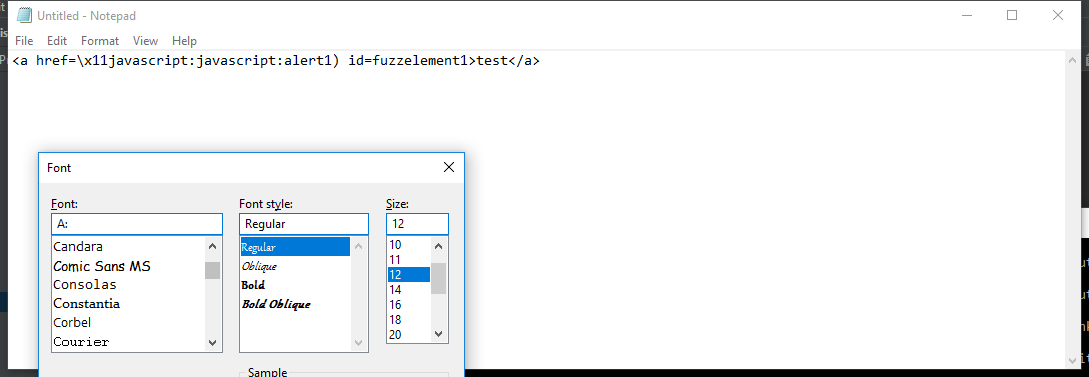 Untitled - Notepad
File Edit Format View Help
<a href=\x11javascript:javascript:alert1) id=fuzzelement1>test</a>
Font
Font: Font style: Size:
A: Regular 12
Candara Regular 10
Comic Sans MS Oblique 11
Consolas Bold 12
Constantia Bold Oblique 14
Corbel 16
Courier 18
20
Sample